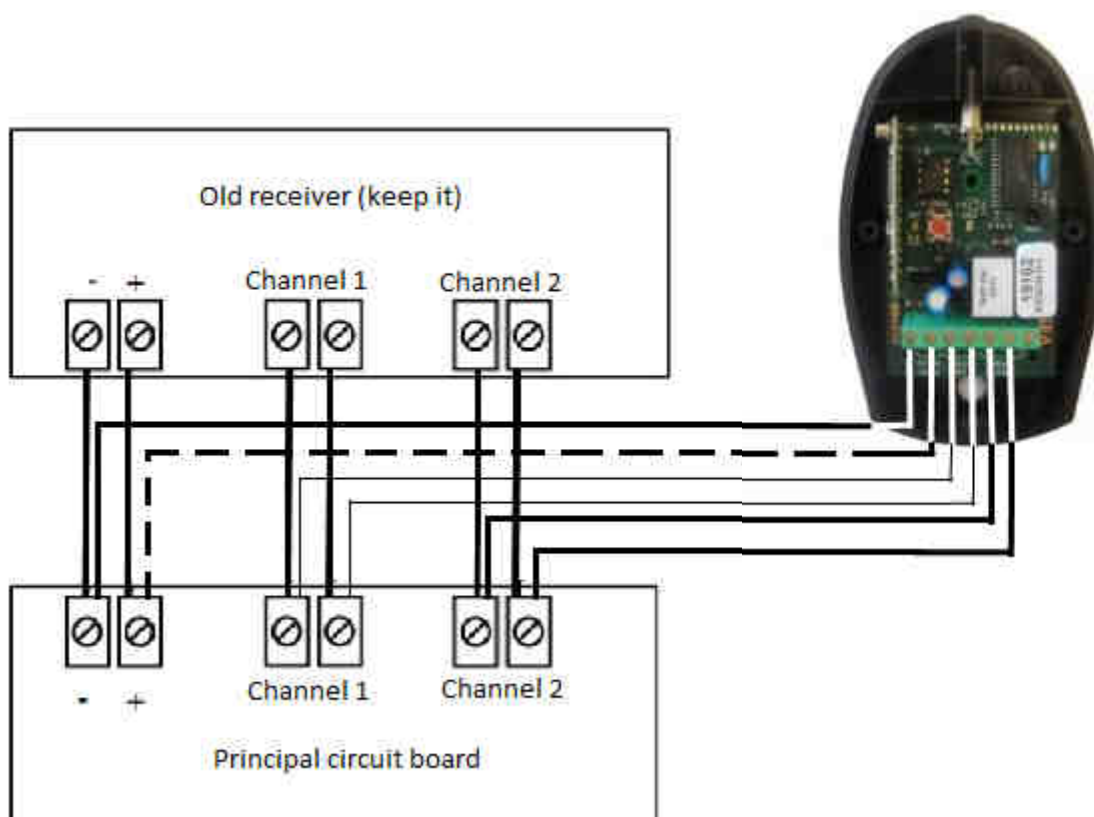 Old receiver (keep it)
- +
Channel 1
Channel 2
- +
Channel 1
Channel 2
Principal circuit board